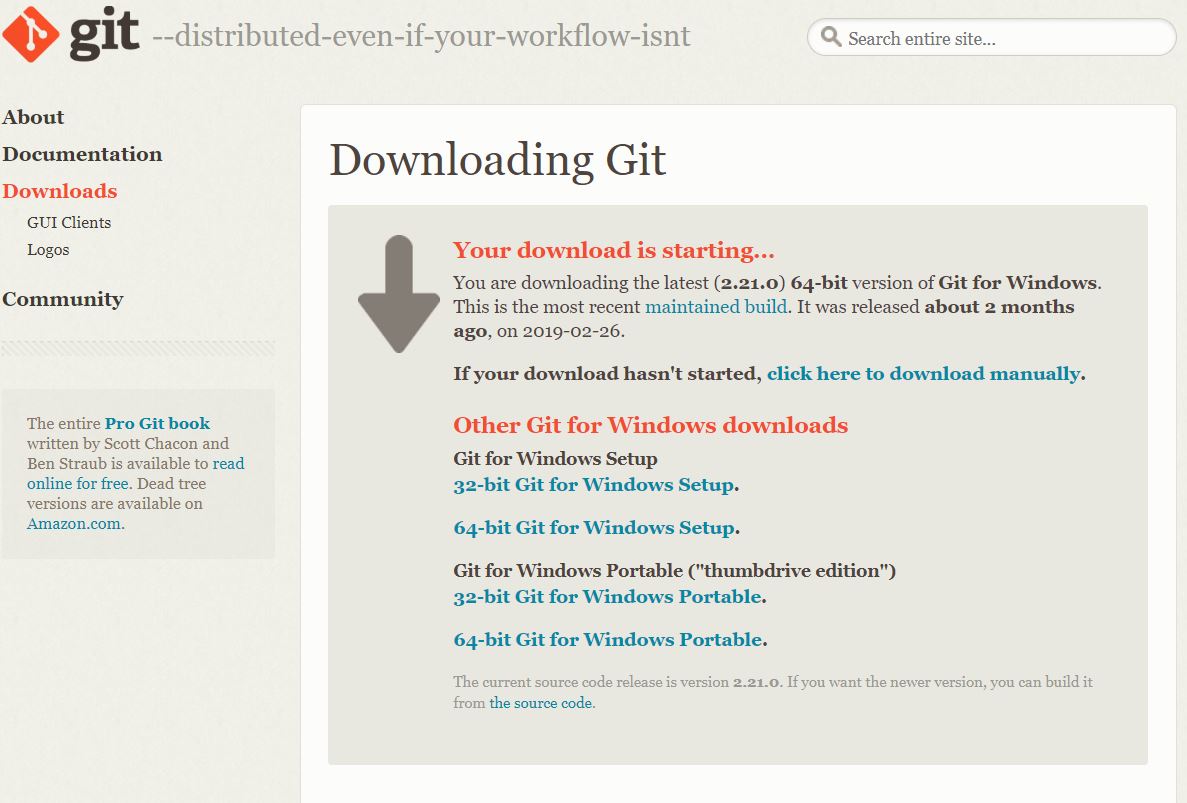 git --distributed-even-if-your-workflow-isnt
Search entire site...
About
Documentation
Downloads
GUI Clients
Logos
Community
The entire Pro Git book
written by Scott Chacon and
Ben Straub is available to read
online for free. Dead tree
versions are available on
Amazon.com.
Downloading Git
Your download is starting...
You are downloading the latest (2.21.0) 64-bit version of Git for Windows.
This is the most recent maintained build. It was released about 2 months
ago, on 2019-02-26.
If your download hasn't started, click here to download manually.
Other Git for Windows downloads
Git for Windows Setup
32-bit Git for Windows Setup.
64-bit Git for Windows Setup.
Git for Windows Portable ("thumbdrive edition")
32-bit Git for Windows Portable.
64-bit Git for Windows Portable.
The current source code release is version 2.21.0. If you want the newer version, you can build it
from the source code.